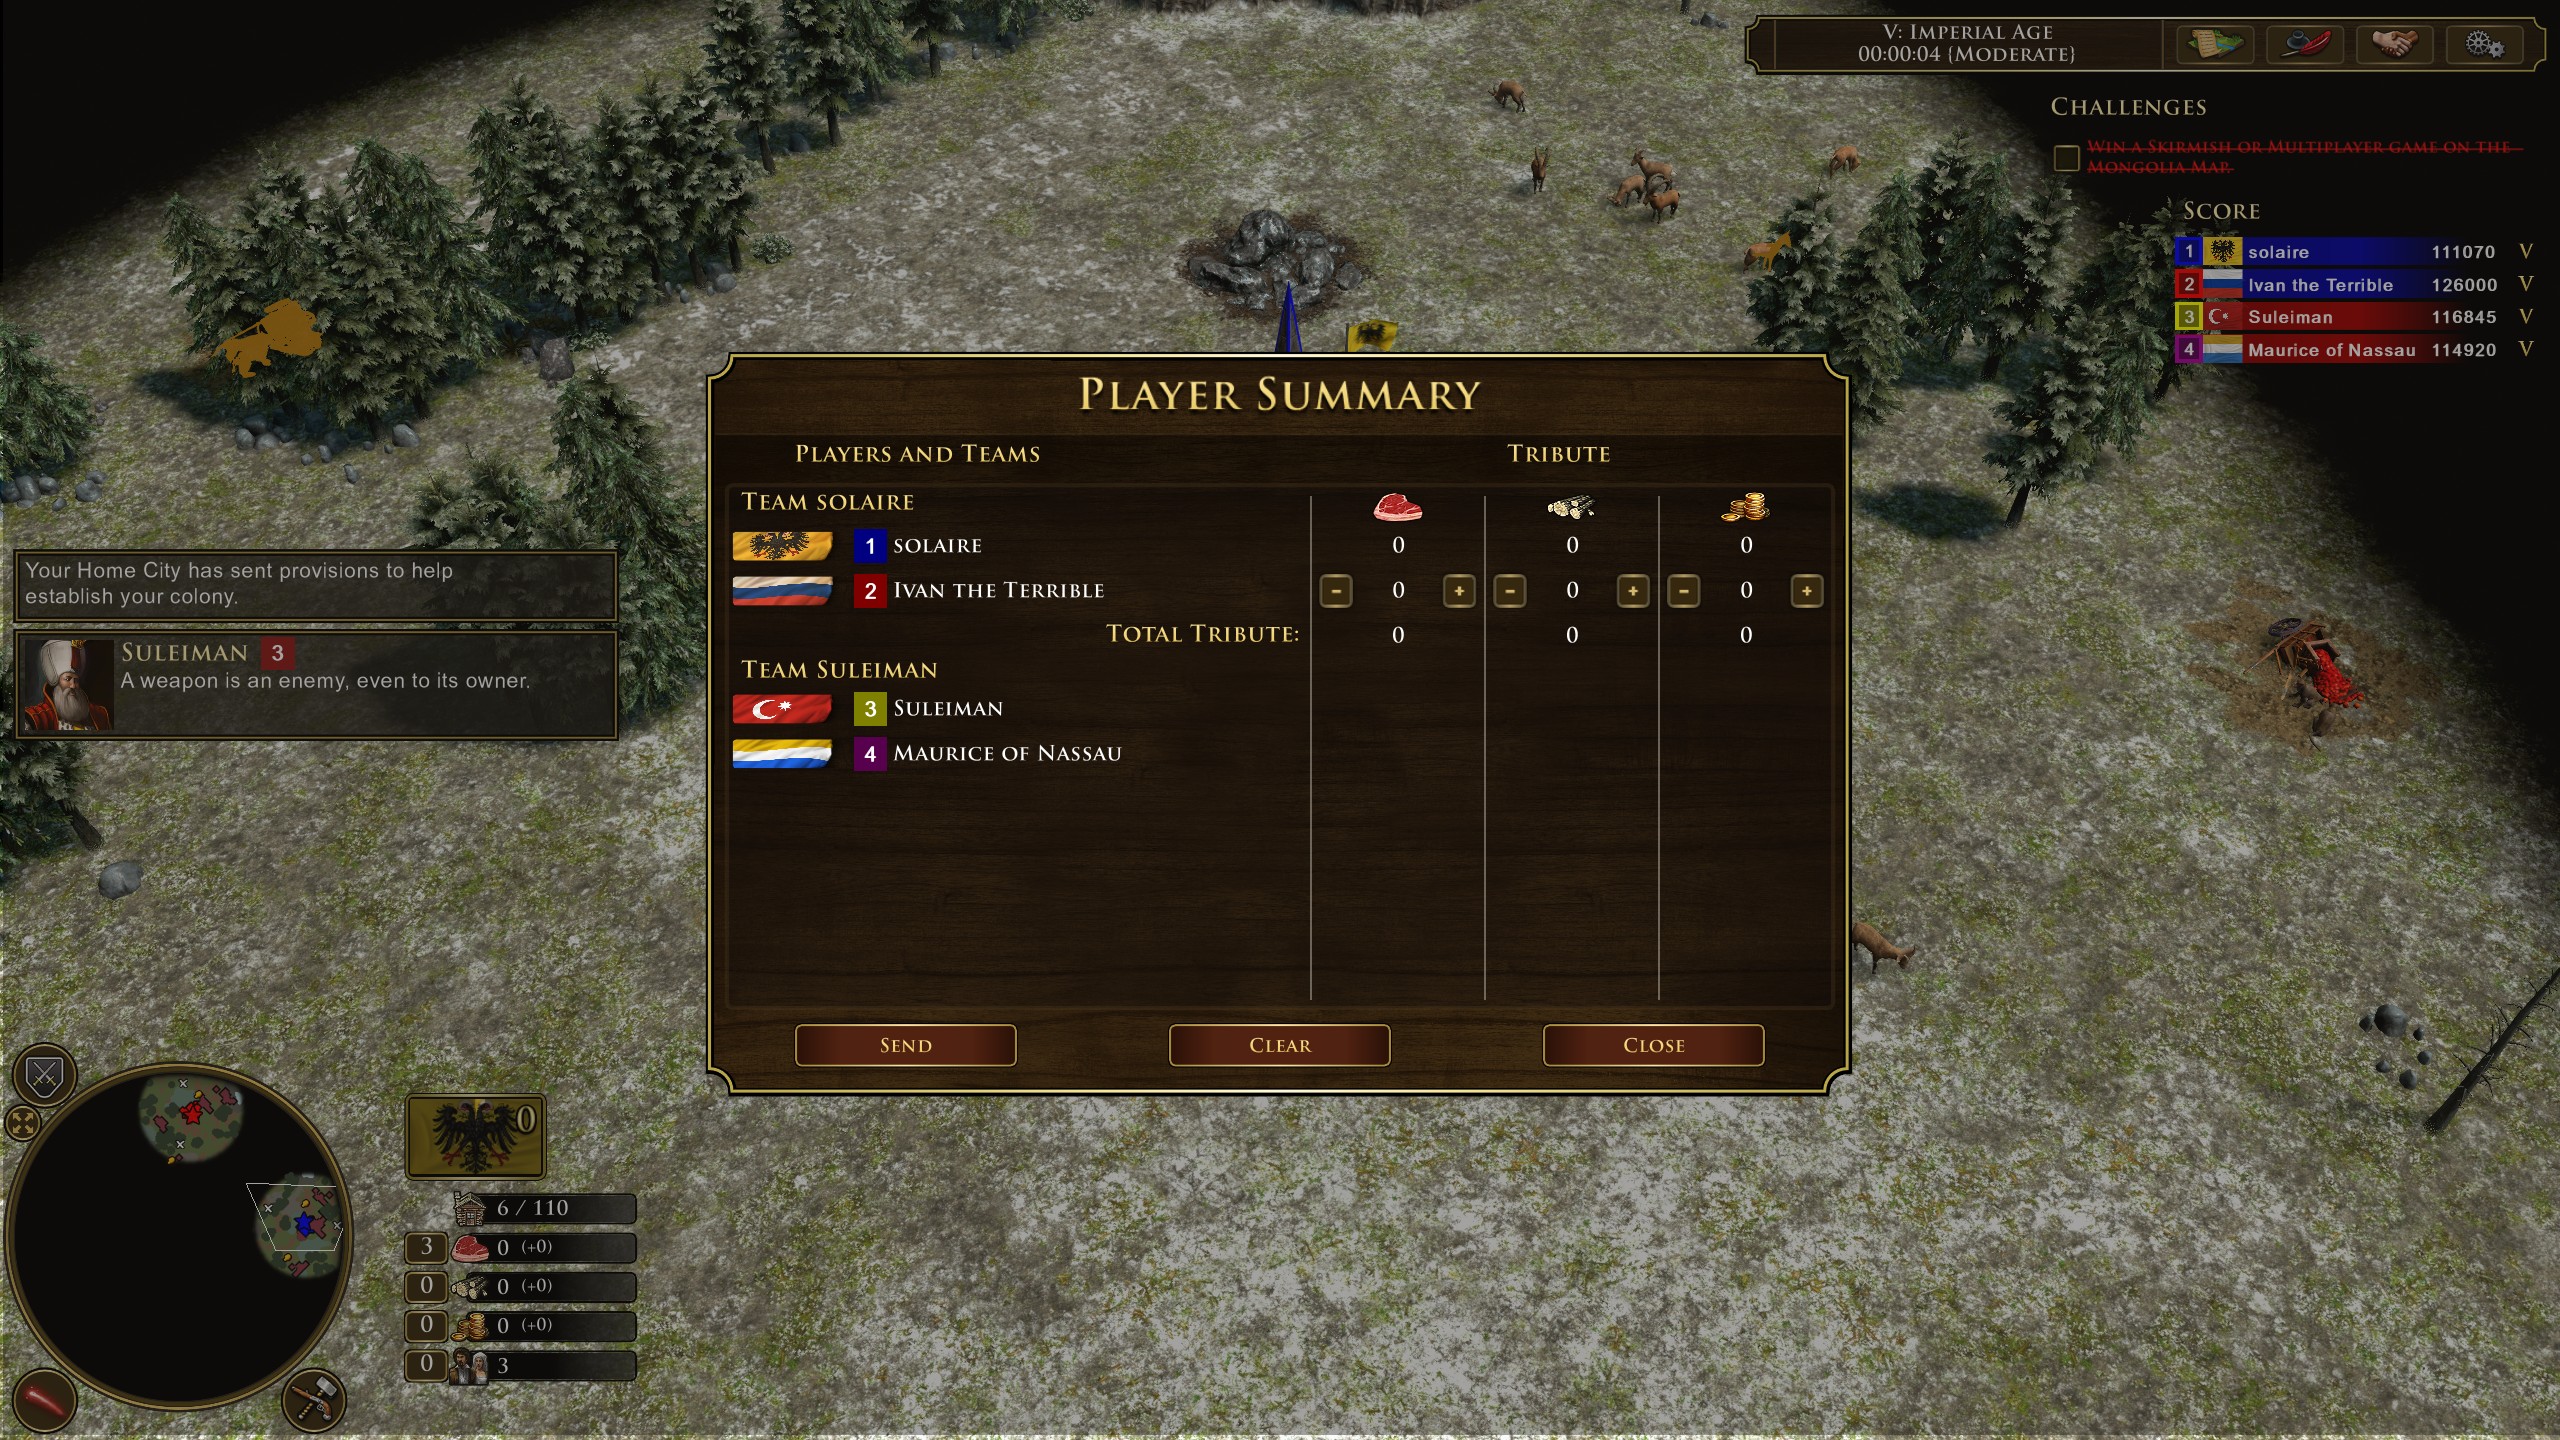 V: Imperial Age
00:00:04 (Moderate)
Challenges
Win a Skirmish or Multiplayer game on the
Mongolia Map.
Score
1 solaire 111070 V
2 Ivan the Terrible 126000 V
3 Suleiman 116845 V
4 Maurice of Nassau 114920 V
Player Summary
Players and Teams
Tribute
Team solaire
1 solaire 0 0 0
2 Ivan the Terrible - 0 + - 0 + - 0 +
Total Tribute: 0 0 0
Team Suleiman
3 Suleiman
4 Maurice of Nassau
Send
Clear
Close
Your Home City has sent provisions to help
establish your colony.
Suleiman 3
A weapon is an enemy, even to its owner.
0
6 / 110
3 0 (+0)
0 0 (+0)
0 0 (+0)
0 3